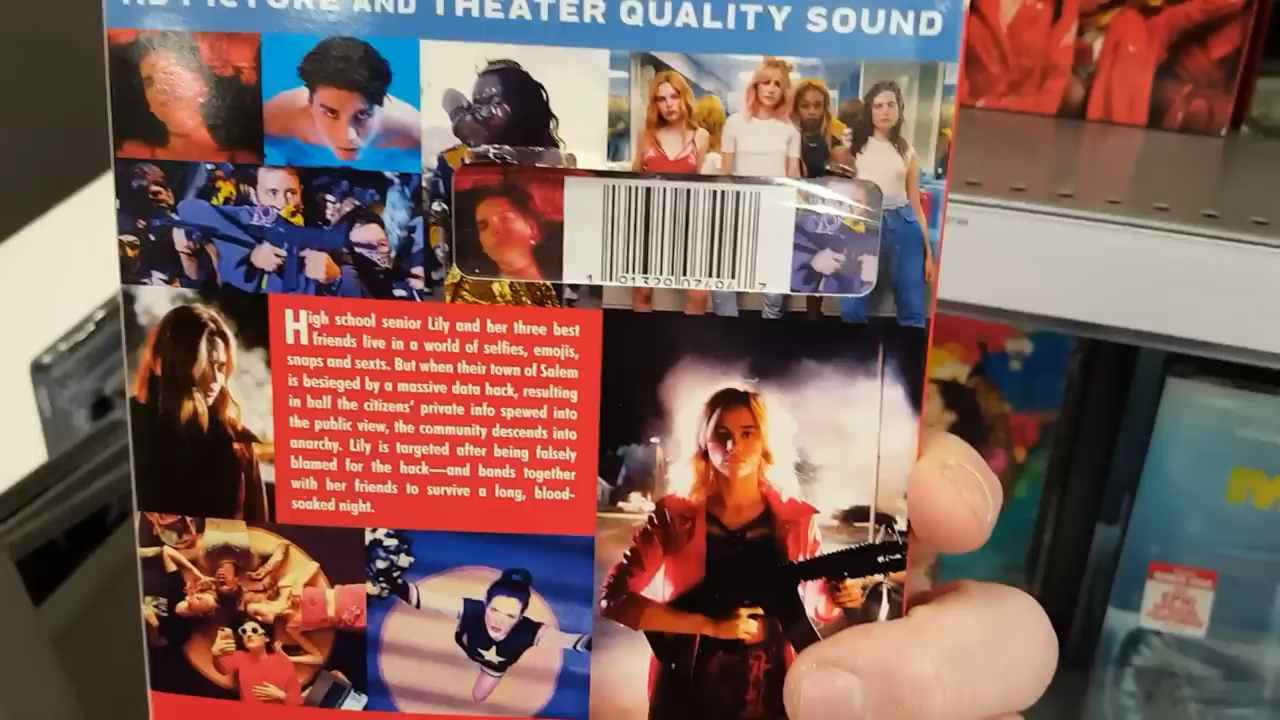 PICTURE AND THEATER QUALITY SOUND
High school senior Lily and her three best
friends live in a world of selfies, emojis,
snaps and sexts. But when their town of Salem
is besieged by a massive data hack, resulting
in half the citizens' private info spewed into
the public view, the community descends into
anarchy. Lily is targeted after being falsely
blamed for the hack—and bands together
with her friends to survive a long, blood-
soaked night.